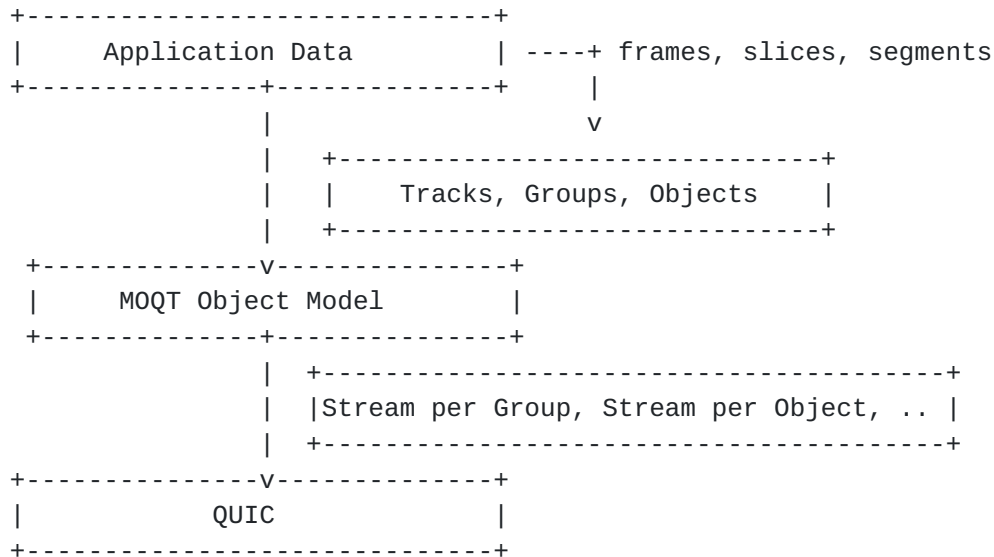 Application Data
frames, slices, segments
Tracks, Groups, Objects
MOQT Object Model
Stream per Group, Stream per Object, ..
QUIC